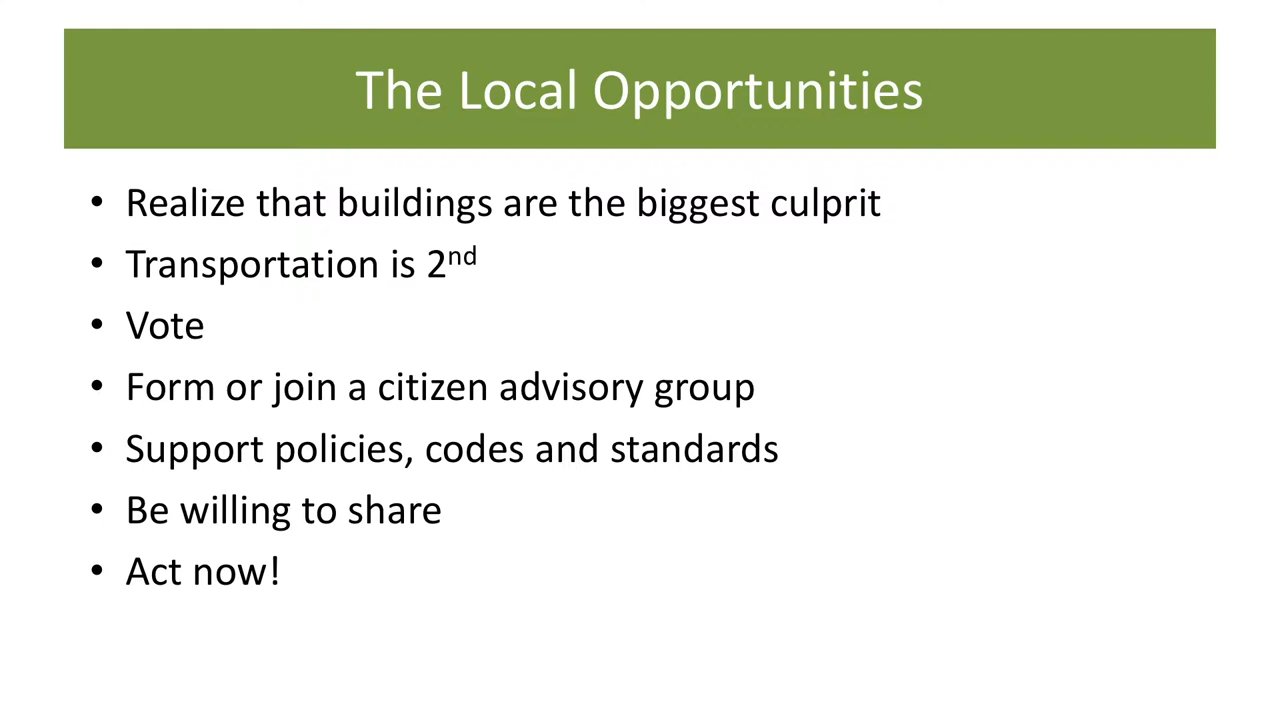 The Local Opportunities
• Realize that buildings are the biggest culprit
• Transportation is 2nd
• Vote
• Form or join a citizen advisory group
• Support policies, codes and standards
• Be willing to share
• Act now!